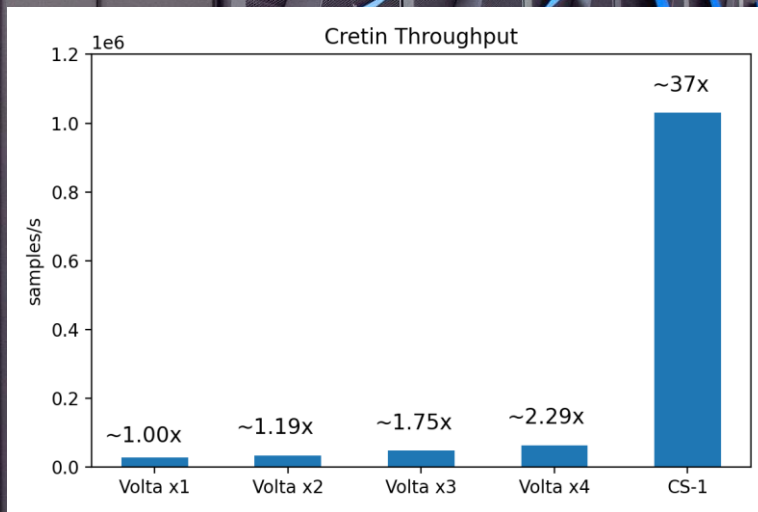 Cretin Throughput
1e6
1.2
1.0
0.8
0.6
0.4
0.2
0.0
samples/s
~1.00x
~1.19x
~1.75x
~2.29x
~37x
Volta x1
Volta x2
Volta x3
Volta x4
CS-1